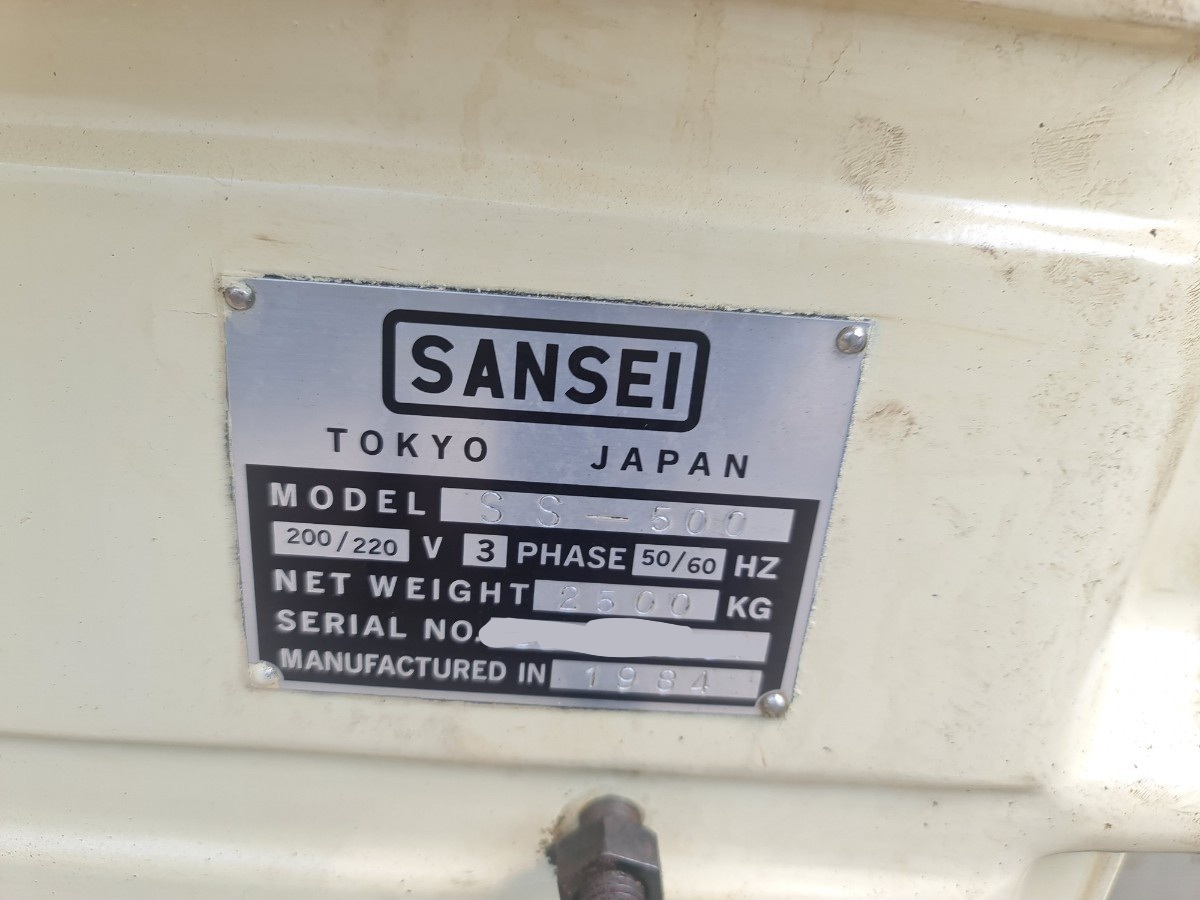 SANSEI
TOKYO JAPAN
MODEL SS-500
200/220 V 3 PHASE 50/60 HZ
NET WEIGHT 2500 KG
SERIAL NO.
MANUFACTURED IN 1984